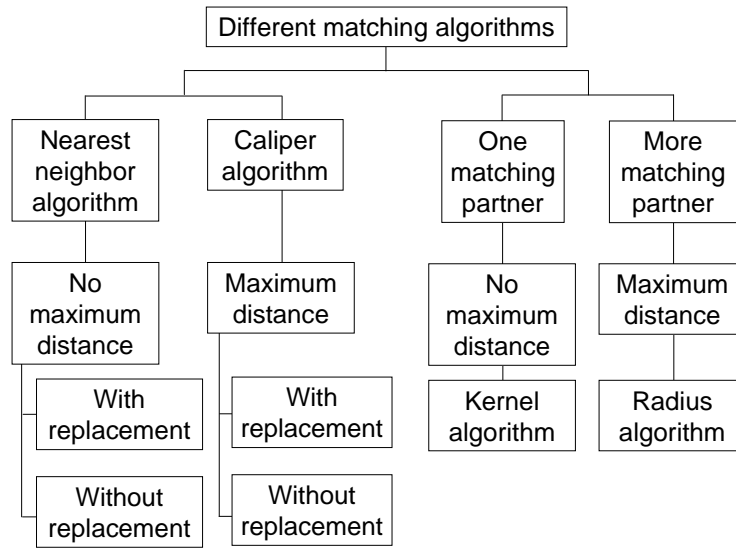 Different matching algorithms
Nearest
neighbor
algorithm
Caliper
algorithm
One
matching
partner
More
matching
partner
No
maximum
distance
Maximum
distance
No
maximum
distance
Maximum
distance
With
replacement
With
replacement
Kernel
algorithm
Radius
algorithm
Without
replacement
Without
replacement